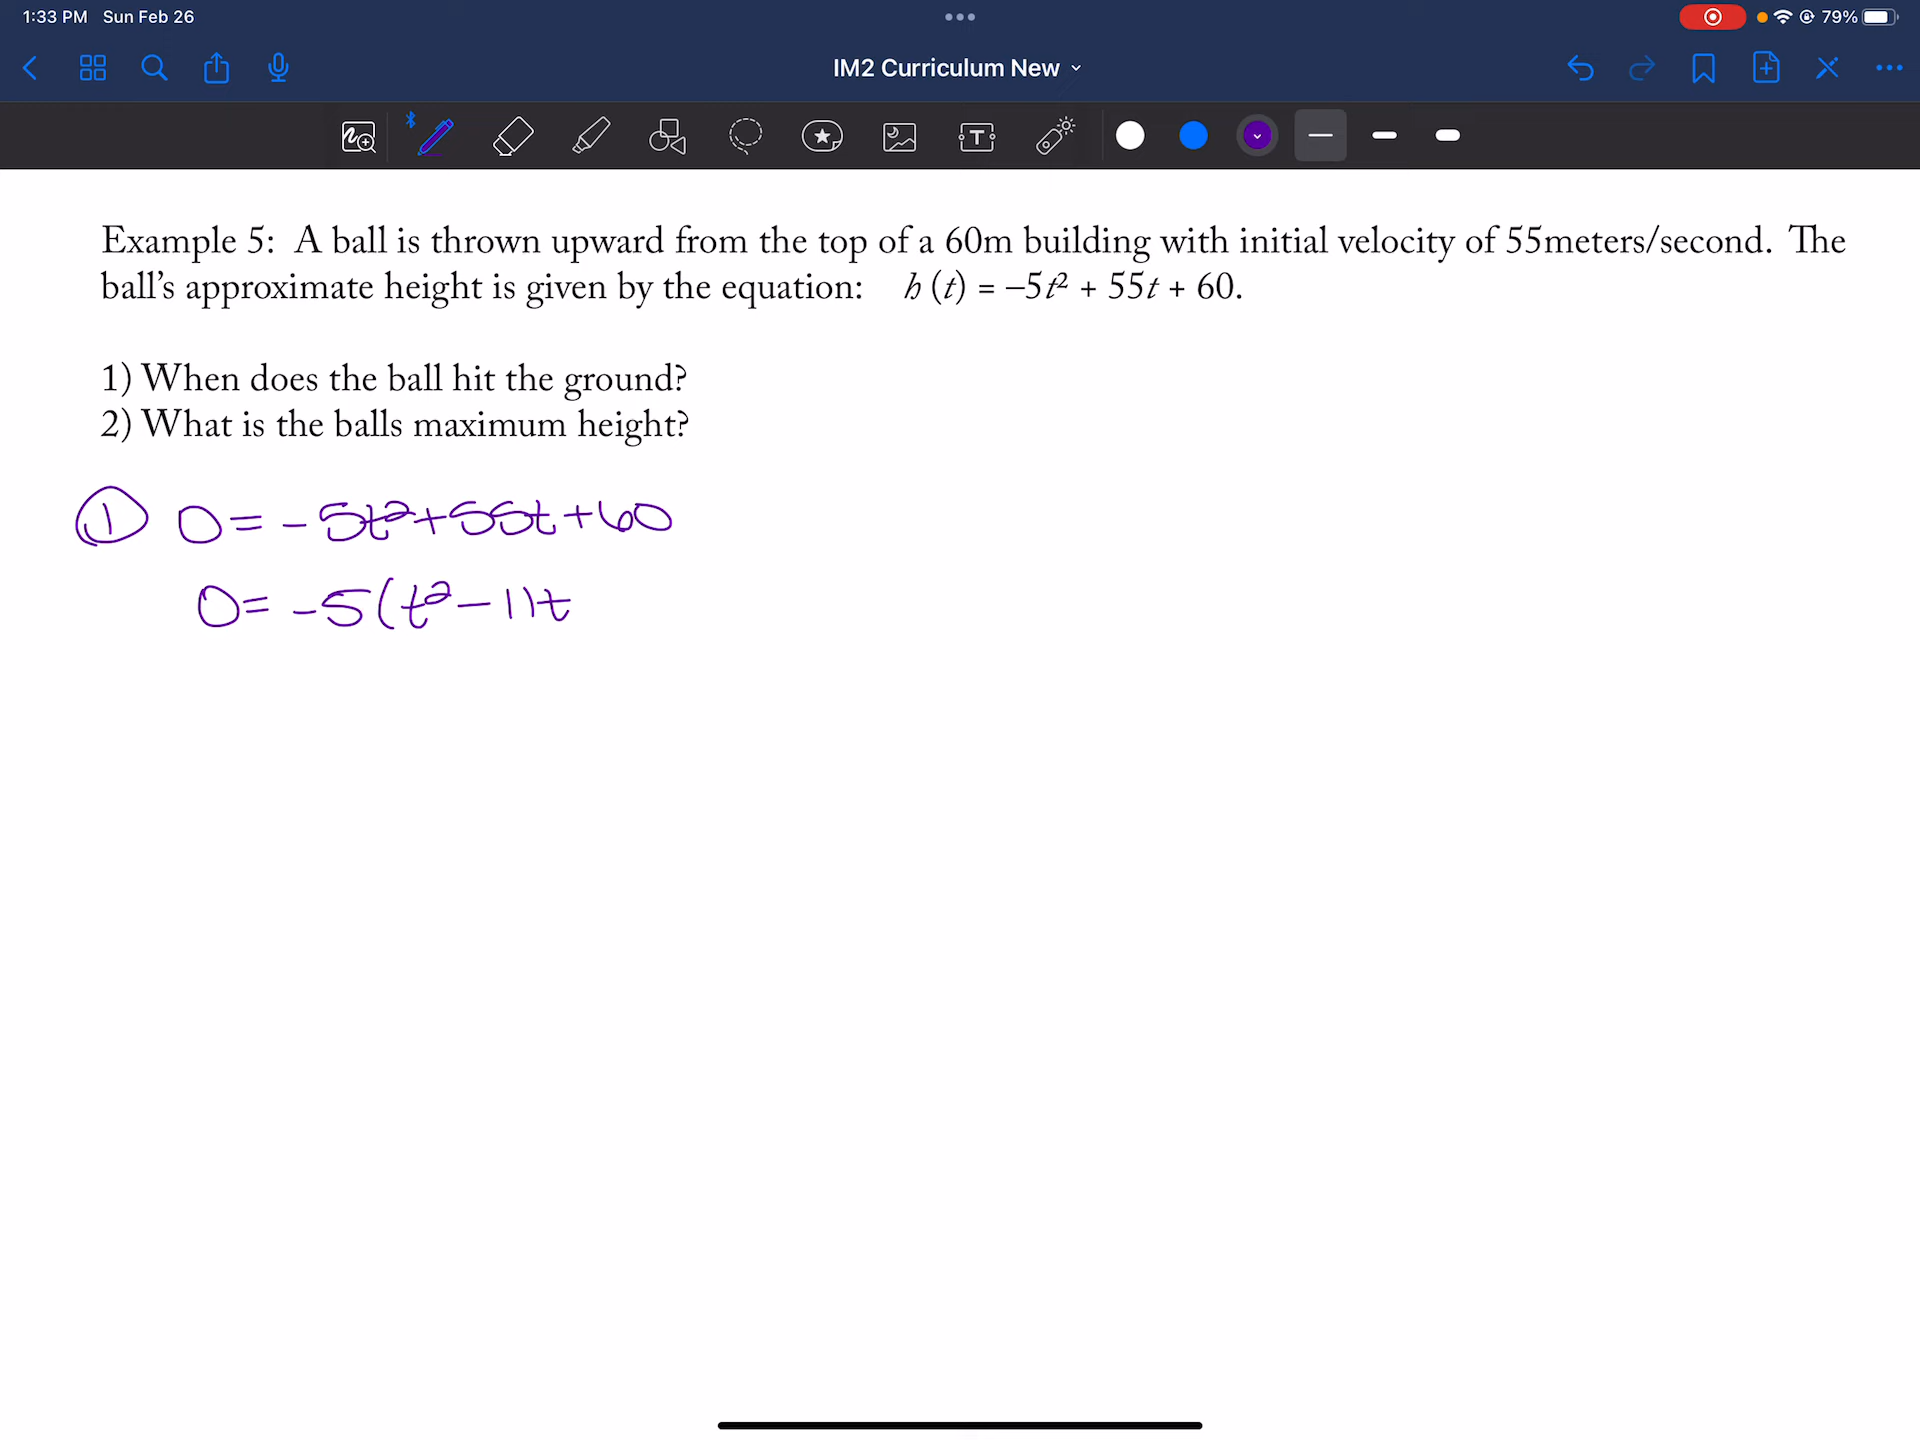 1:33 PM Sun Feb 26
79%
IM2 Curriculum New
T
Example 5: A ball is thrown upward from the top of a 60m building with initial velocity of 55meters/second. The
ball's approximate height is given by the equation: h (t) = –5t² + 55t + 60.
1) When does the ball hit the ground?
2) What is the balls maximum height?
① 0 = -5t²+55t+60
0 = -5(t²-11t